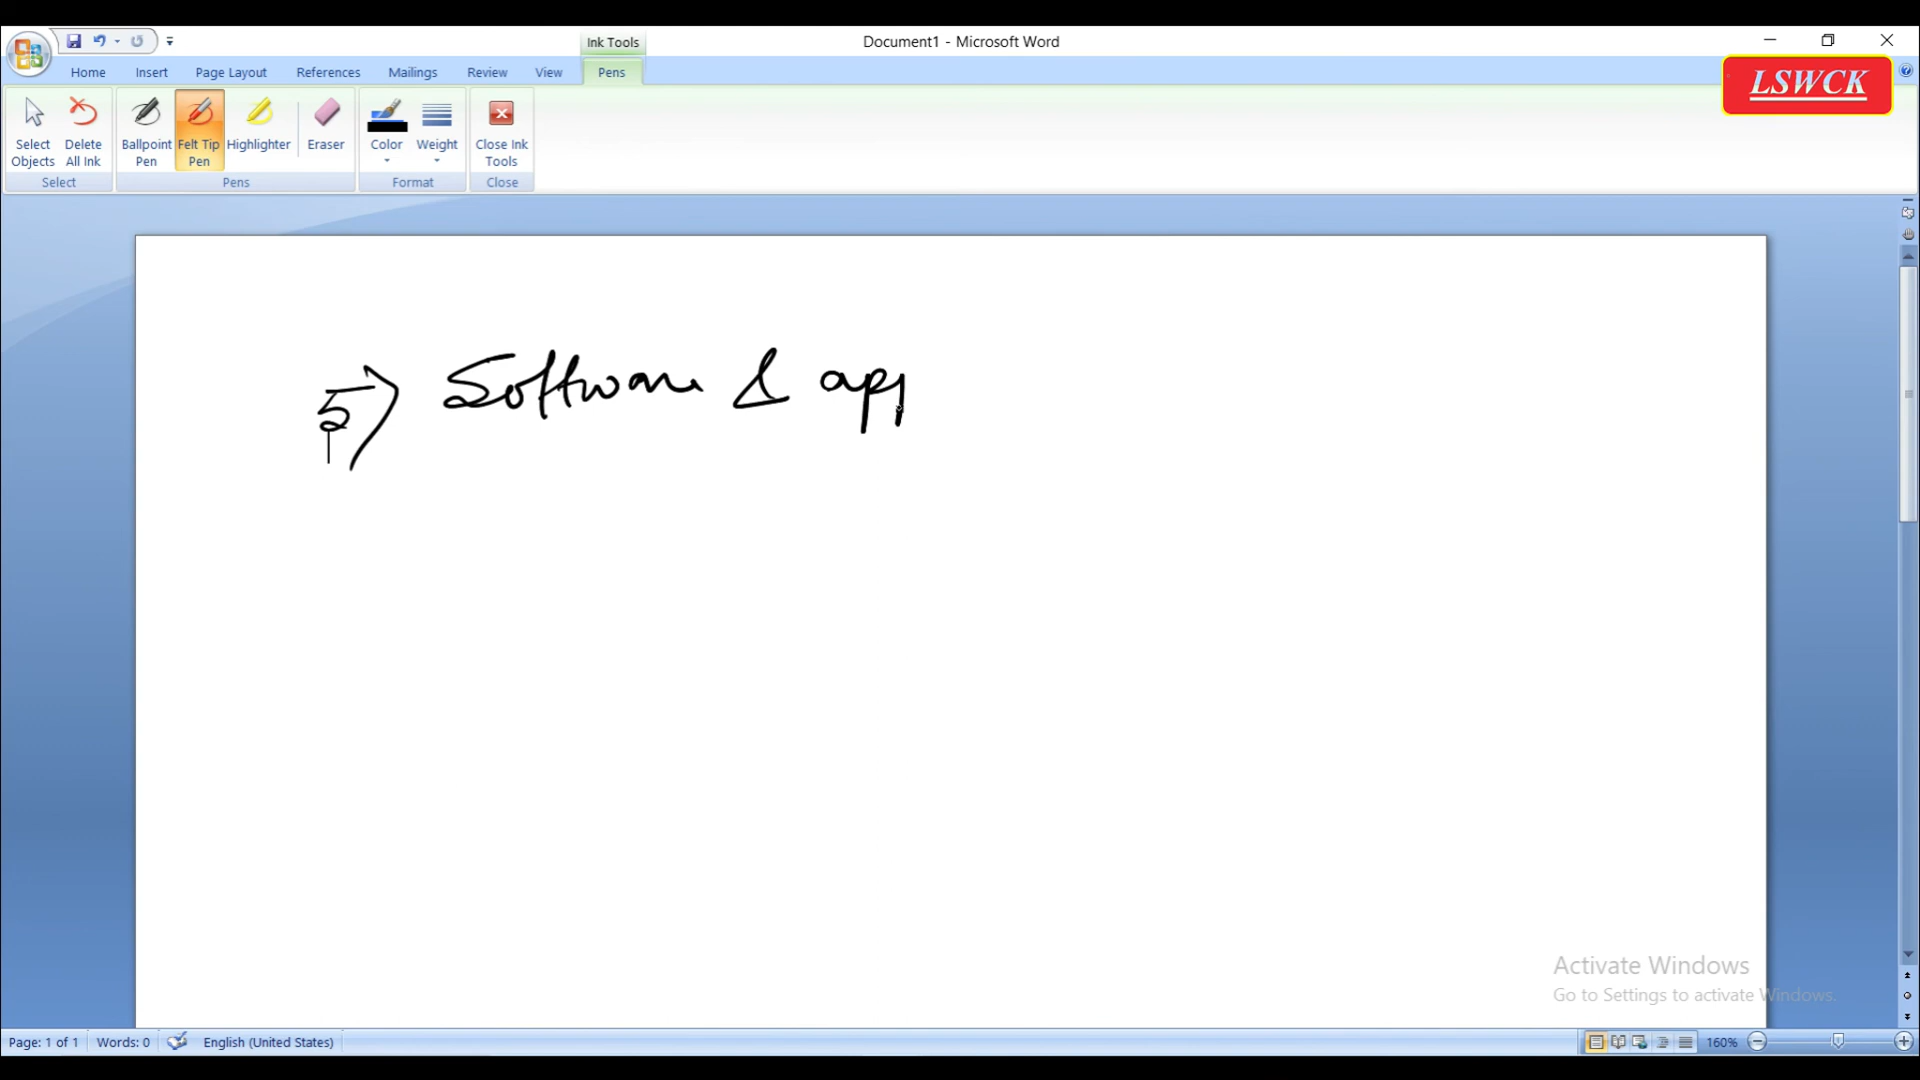 Document1 - Microsoft Word
Ink Tools
Home Insert Page Layout References Mailings Review View Pens
LSWCK
Select Objects
Delete All Ink
Ballpoint Pen
Felt Tip Pen
Highlighter
Eraser
Color
Weight
Close Ink Tools
Select
Pens
Format
Close
5) Software & app
Activate Windows
Go to Settings to activate Windows.
Page: 1 of 1 Words: 0 English (United States) 160%